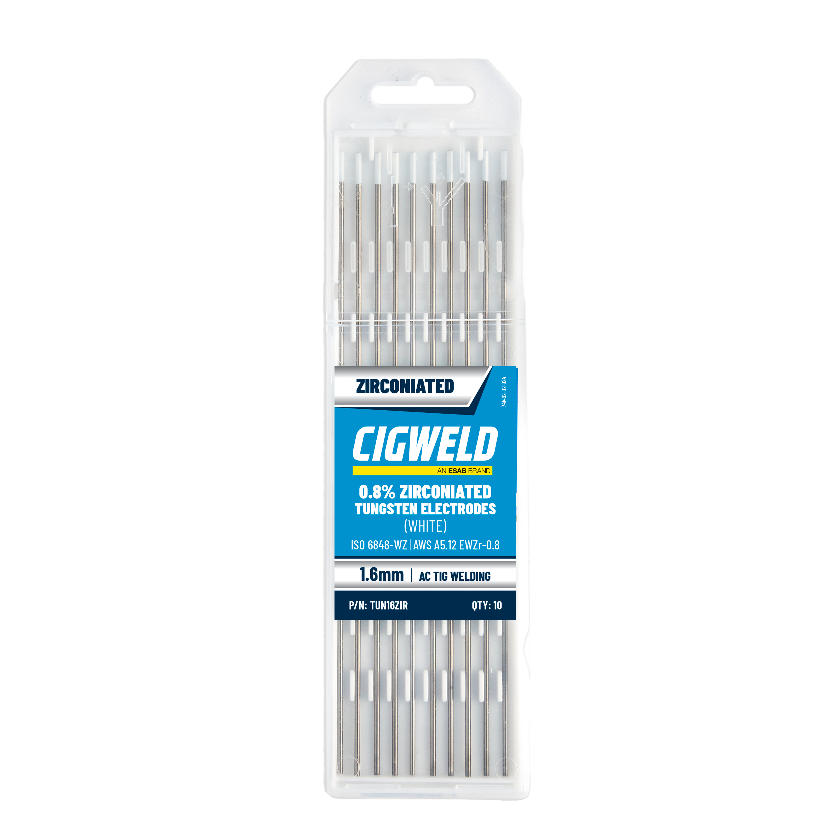 ZIRCONIATED
CIGWELD
AN ESAB BRAND
0.8% ZIRCONIATED
TUNGSTEN ELECTRODES
(WHITE)
ISO 6848-WZ | AWS A5.12 EWZr-0.8
1.6mm | AC TIG WELDING
P/N: TUN16ZIR QTY: 10